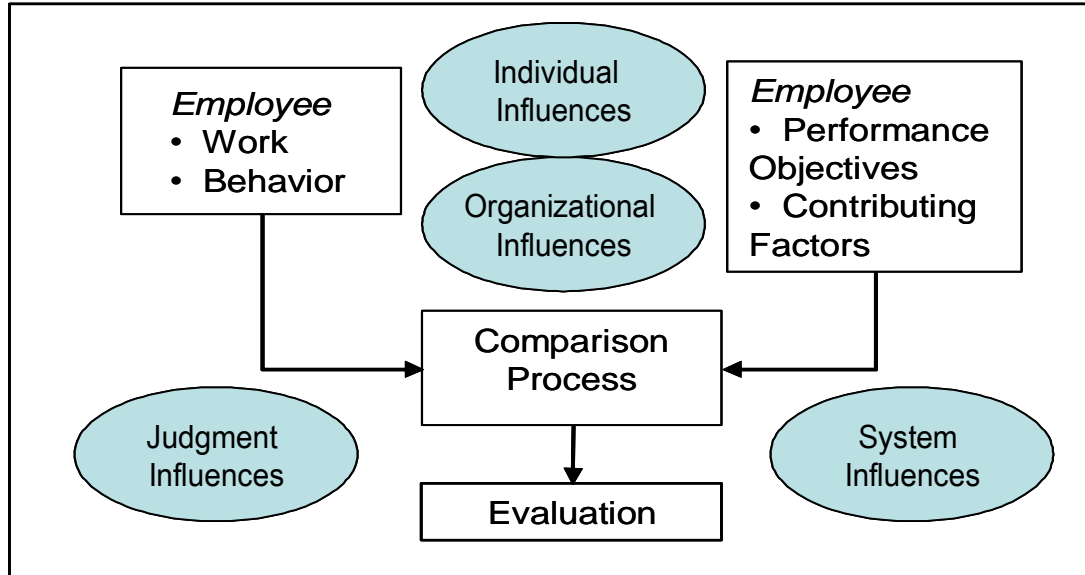 Employee
• Work
• Behavior
Individual
Influences
Organizational
Influences
Employee
• Performance
Objectives
• Contributing
Factors
Comparison
Process
Judgment
Influences
System
Influences
Evaluation